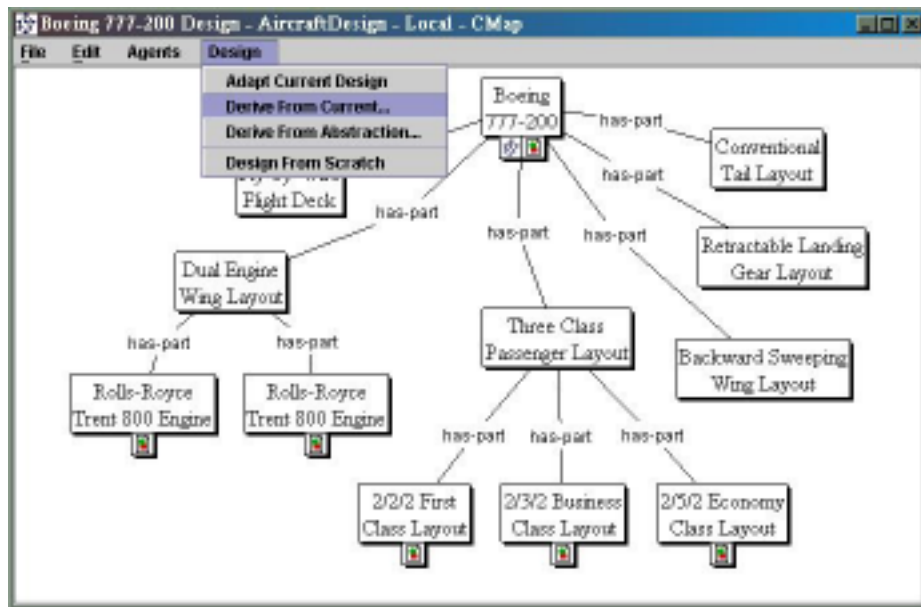 Boeing 777-200 Design - AircraftDesign - Local - CMap
File Edit Agents Design
Adapt Current Design
Derive From Current...
Derive From Abstraction...
Design From Scratch
Boeing
777-200
has-part
Conventional
Tail Layout
has-part
Flight Deck
has-part
has-part
has-part
Retractable Landing
Gear Layout
Dual Engine
Wing Layout
Three Class
Passenger Layout
Backward Sweeping
Wing Layout
has-part
has-part
Rolls-Royce
Trent 800 Engine
Rolls-Royce
Trent 800 Engine
has-part
has-part
has-part
2/2/2 First
Class Layout
2/3/2 Business
Class Layout
2/5/2 Economy
Class Layout